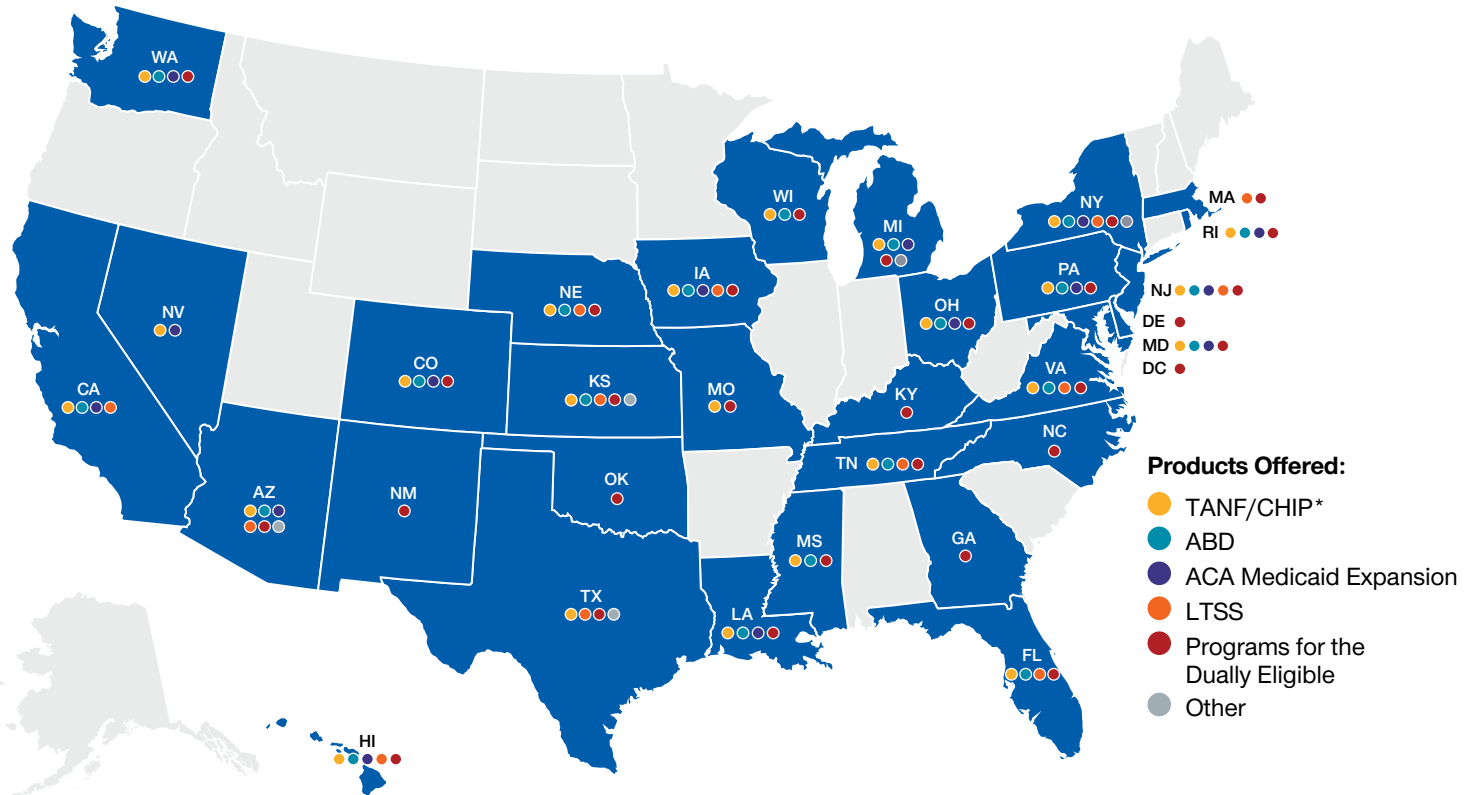 WA
WI
MI
NY
MA
RI
NV
NE
IA
PA
NJ
OH
DE
MD
DC
CA
CO
KS
MO
KY
VA
NC
AZ
NM
OK
TN
MS
GA
TX
LA
FL
HI
Products Offered:
TANF/CHIP*
ABD
ACA Medicaid Expansion
LTSS
Programs for the
Dually Eligible
Other